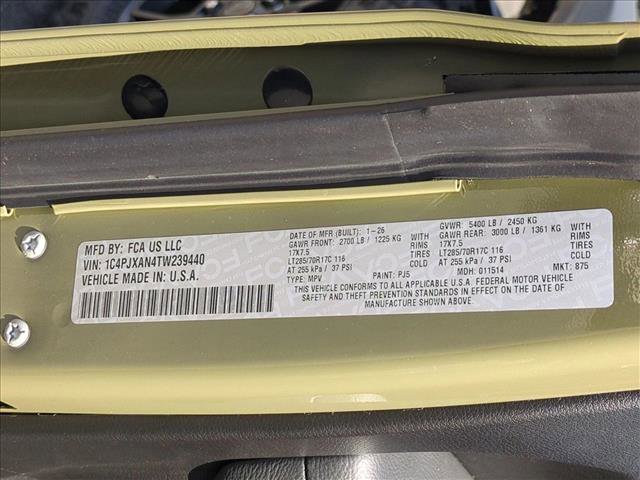 MFD BY: FCA US LLC
VIN: 1C4PJXAN4TW239440
VEHICLE MADE IN U.S.A.
DATE OF MFR (BUILT): 1-26
GAWR FRONT: 2700 LB / 1225 KG
17X7.5
LT285/70R17C 116
AT 255 kPa / 37 PSI
TYPE: MPV
WITH
RIMS
TIRES
COLD
PAINT: PJ5
GVWR: 5400 LB / 2450 KG
GAWR REAR: 3000 LB / 1361 KG
17X7.5
LT285/70R17C 116
AT 255 kPa / 37 PSI
MDH: 011514
WITH
RIMS
TIRES
COLD
MKT: 875
THIS VEHICLE CONFORMS TO ALL APPLICABLE U.S.A. FEDERAL MOTOR VEHICLE
SAFETY AND THEFT PREVENTION STANDARDS IN EFFECT ON THE DATE OF
MANUFACTURE SHOWN ABOVE.